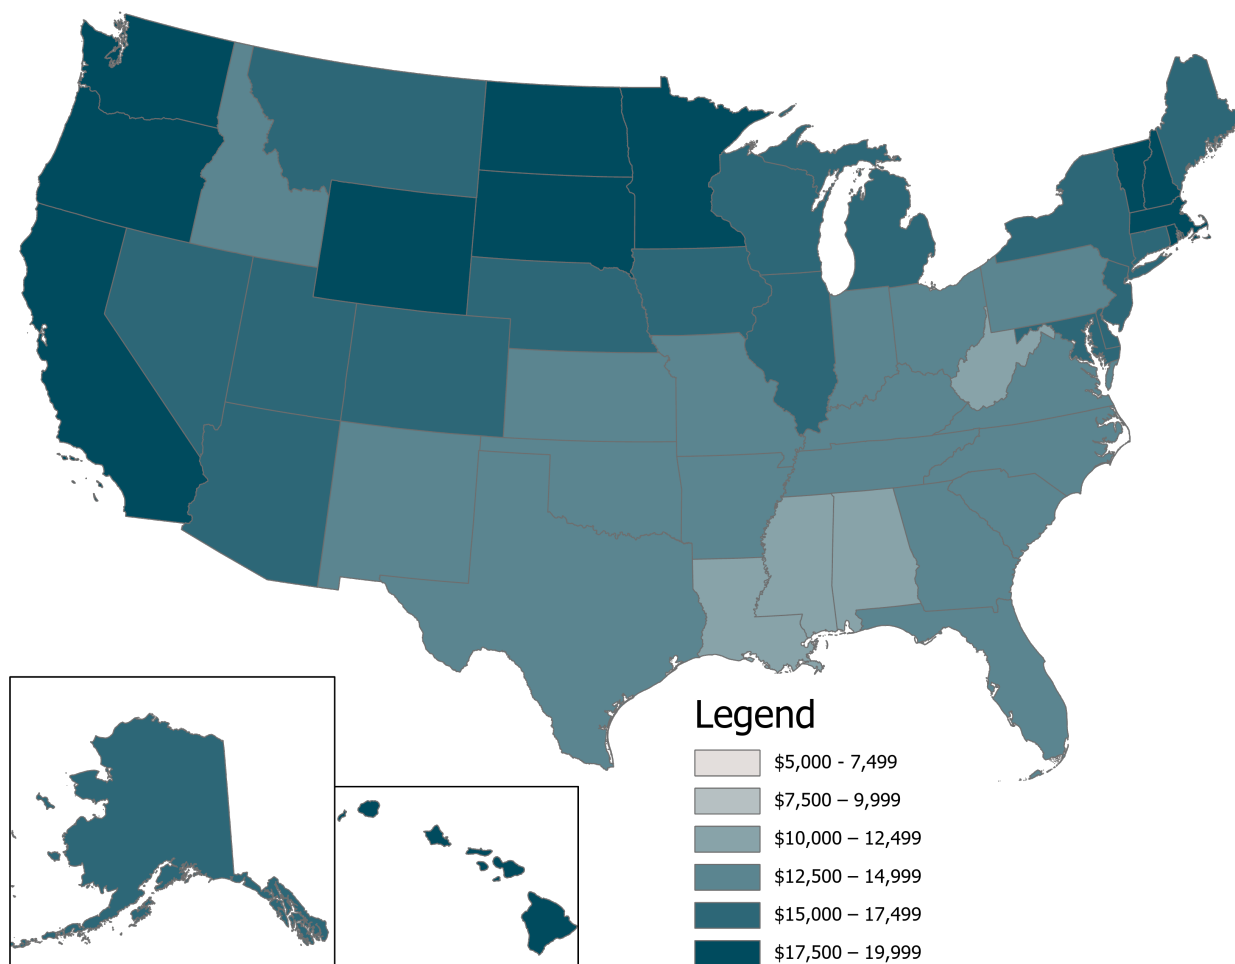 Legend
$5,000 - 7,499
$7,500 – 9,999
$10,000 – 12,499
$12,500 – 14,999
$15,000 – 17,499
$17,500 – 19,999